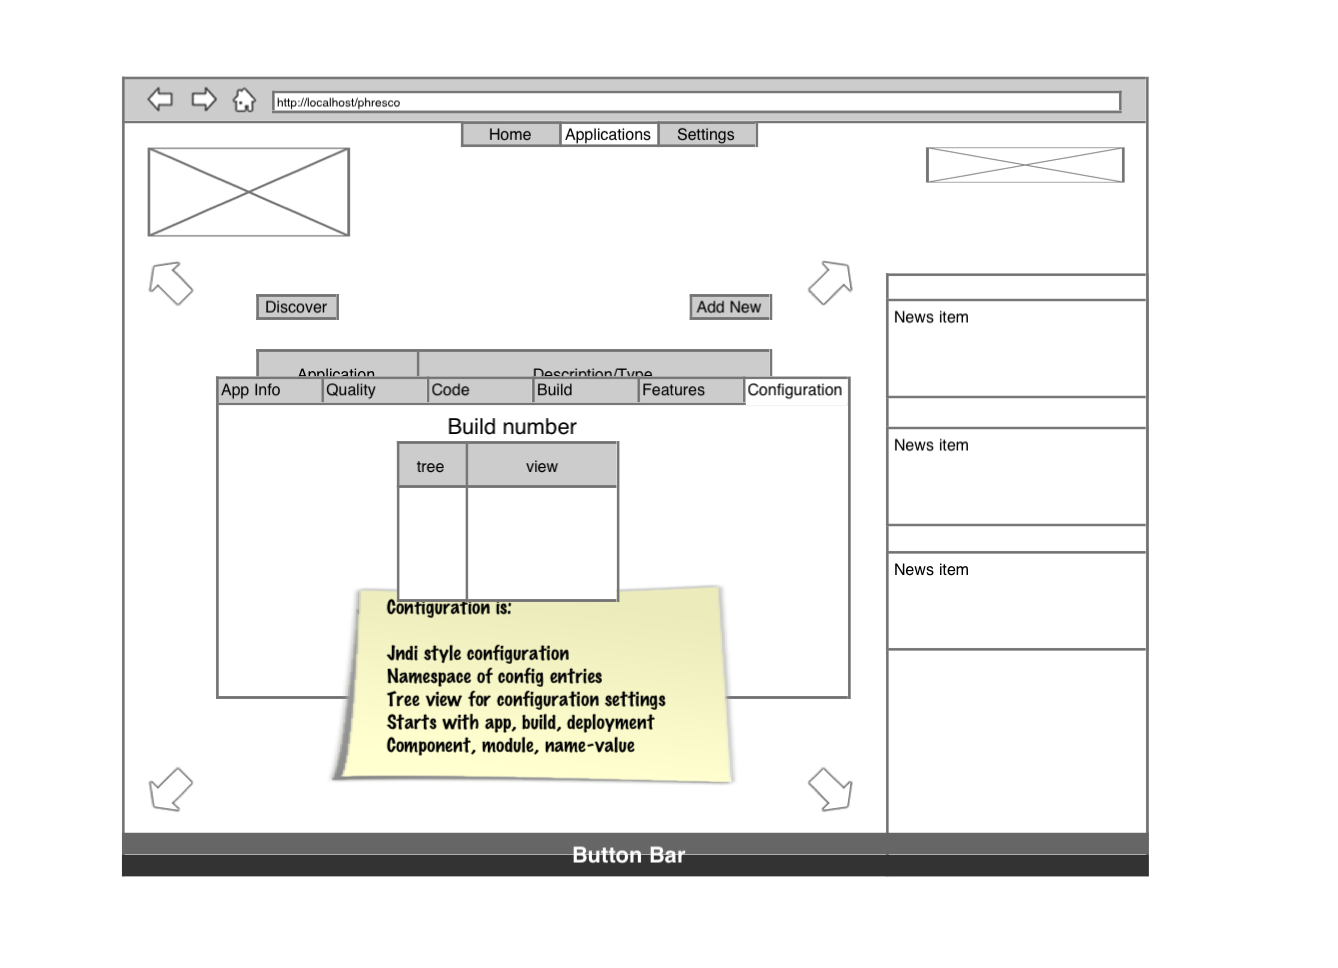 http://localhost/phresco
Home Applications Settings
Discover Add New
Application Description/Type
App Info Quality Code Build Features Configuration
Build number
tree view
Configuration is:
Jndi style configuration
Namespace of config entries
Tree view for configuration settings
Starts with app, build, deployment
Component, module, name-value
News item
News item
News item
Button Bar